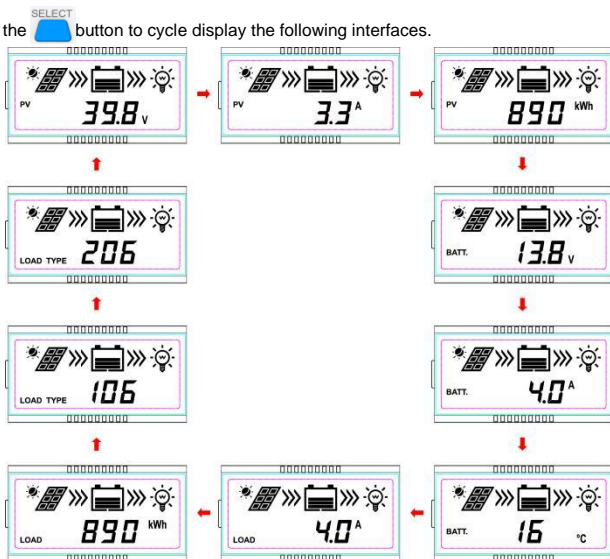 SELECT
the button to cycle display the following interfaces.
PV 39.8 V
PV 3.3 A
PV 890 kWh
LOAD TYPE 206
BATT. 13.8 V
LOAD TYPE 106
BATT. 4.0 A
LOAD 890 kWh
LOAD 4.0 A
BATT. 16 °C